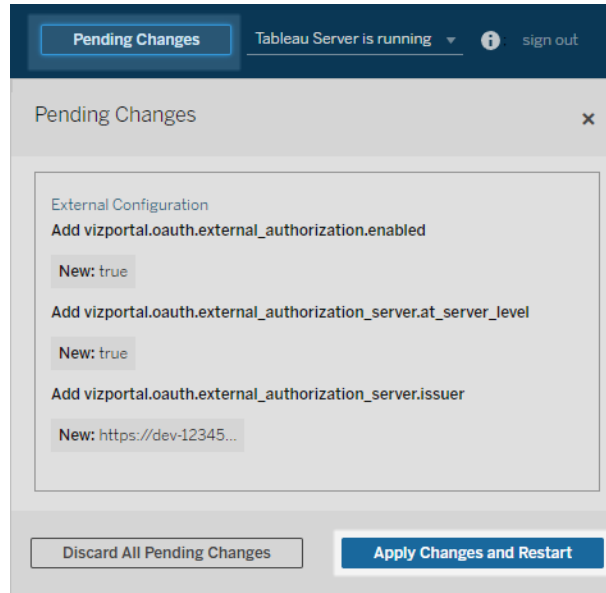 Pending Changes
Tableau Server is running
sign out
Pending Changes
External Configuration
Add vizportal.oauth.external_authorization.enabled
New: true
Add vizportal.oauth.external_authorization_server.at_server_level
New: true
Add vizportal.oauth.external_authorization_server.issuer
New: https://dev-12345...
Discard All Pending Changes
Apply Changes and Restart